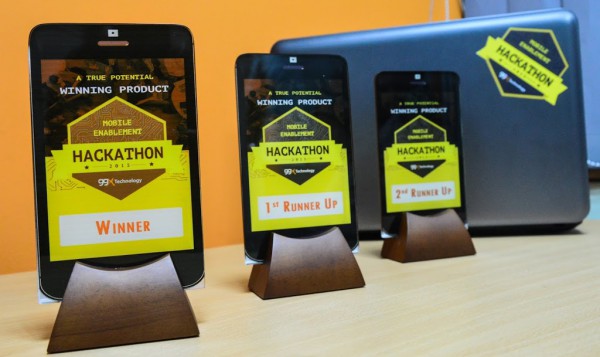 A TRUE POTENTIAL
WINNING PRODUCT
MOBILE
ENABLEMENT
HACKATHON
2015
ggk Technology
WINNER
A TRUE POTENTIAL
WINNING PRODUCT
MOBILE
ENABLEMENT
HACKATHON
ggk Technology
1st RUNNER UP
A TRUE POTENTIAL
WINNING PRODUCT
MOBILE
ENABLEMENT
HACKATHON
ggk Technology
2nd RUNNER UP
MOBILE
ENABLEMENT
HACKATHON
ggk Technology